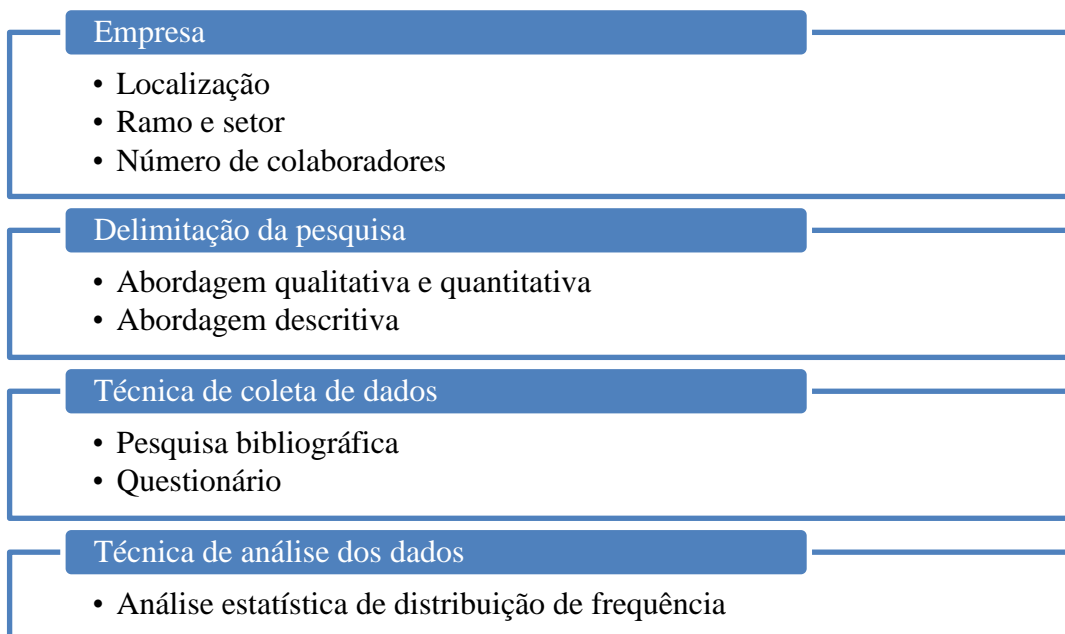 Empresa
• Localização
• Ramo e setor
• Número de colaboradores
Delimitação da pesquisa
• Abordagem qualitativa e quantitativa
• Abordagem descritiva
Técnica de coleta de dados
• Pesquisa bibliográfica
• Questionário
Técnica de análise dos dados
• Análise estatística de distribuição de frequência